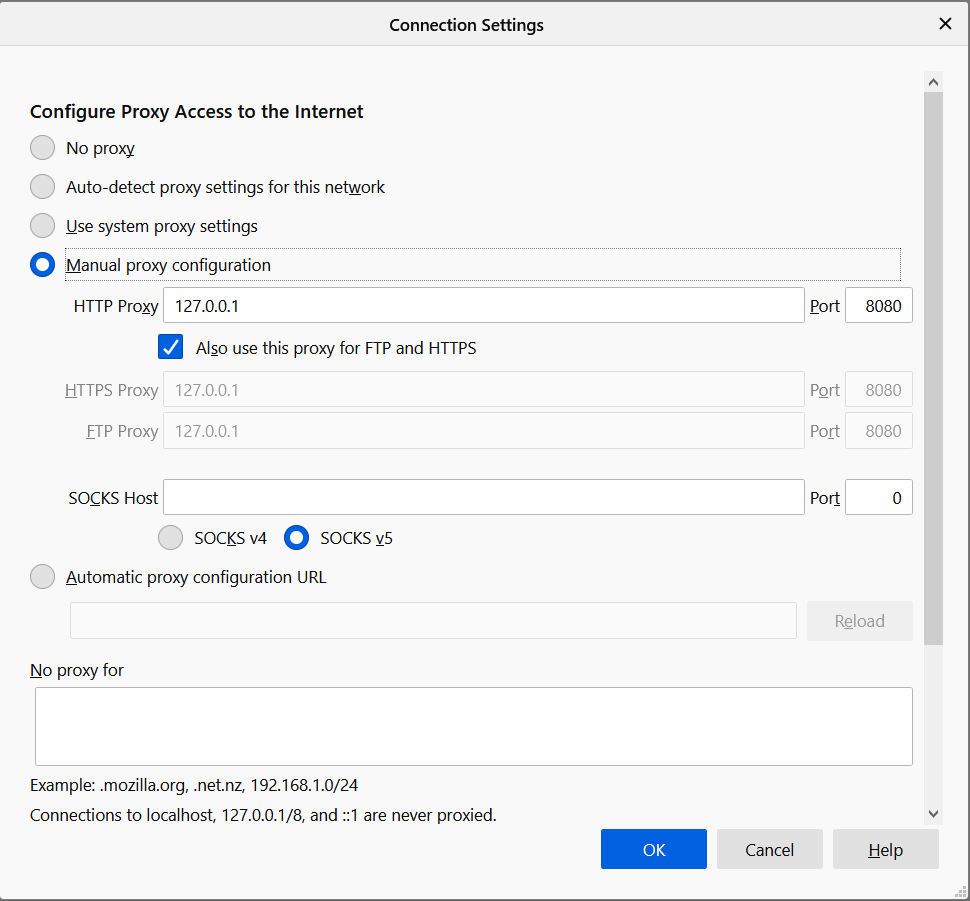 Connection Settings
Configure Proxy Access to the Internet
No proxy
Auto-detect proxy settings for this network
Use system proxy settings
Manual proxy configuration
HTTP Proxy 127.0.0.1 Port 8080
Also use this proxy for FTP and HTTPS
HTTPS Proxy 127.0.0.1 Port 8080
FTP Proxy 127.0.0.1 Port 8080
SOCKS Host Port 0
SOCKS v4 SOCKS v5
Automatic proxy configuration URL
Reload
No proxy for
Example: .mozilla.org, .net.nz, 192.168.1.0/24
Connections to localhost, 127.0.0.1/8, and ::1 are never proxied.
OK Cancel Help